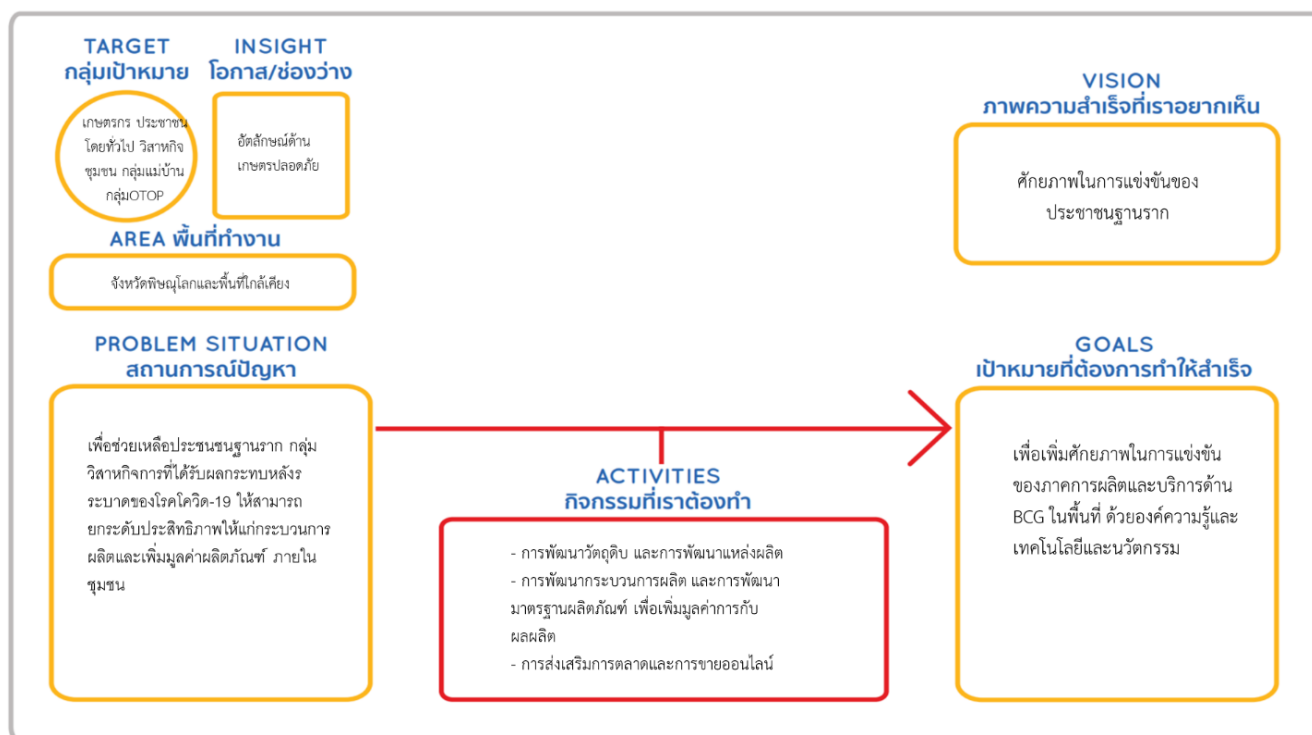 TARGET
กลุ่มเป้าหมาย
เกษตรกร ประชาชน
โดยทั่วไป วิสาหกิจ
ชุมชน กลุ่มแม่บ้าน
กลุ่มOTOP
INSIGHT
โอกาส/ช่องว่าง
อัตลักษณ์ด้าน
เกษตรปลอดภัย
AREA พื้นที่ทำงาน
จังหวัดพิษณุโลกและพื้นที่ใกล้เคียง
VISION
ภาพความสำเร็จที่เราอยากเห็น
ศักยภาพในการแข่งขันของ
ประชาชนฐานราก
PROBLEM SITUATION
สถานการณ์ปัญหา
เพื่อช่วยเหลือประชนชนฐานราก กลุ่ม
วิสาหกิจการที่ได้รับผลกระทบหลังร
ระบาดของโรคโควิด-19 ให้สามารถ
ยกระดับประสิทธิภาพให้แก่กระบวนการ
ผลิตและเพิ่มมูลค่าผลิตภัณฑ์ ภายใน
ชุมชน
ACTIVITIES
กิจกรรมที่เราต้องทำ
- การพัฒนาวัตถุดิบ และการพัฒนาแหล่งผลิต
- การพัฒนากระบวนการผลิต และการพัฒนา
มาตรฐานผลิตภัณฑ์ เพื่อเพิ่มมูลค่าการกับ
ผลผลิต
- การส่งเสริมการตลาดและการขายออนไลน์
GOALS
เป้าหมายที่ต้องการทำให้สำเร็จ
เพื่อเพิ่มศักยภาพในการแข่งขัน
ของภาคการผลิตและบริการด้าน
BCG ในพื้นที่ ด้วยองค์ความรู้และ
เทคโนโลยีและนวัตกรรม